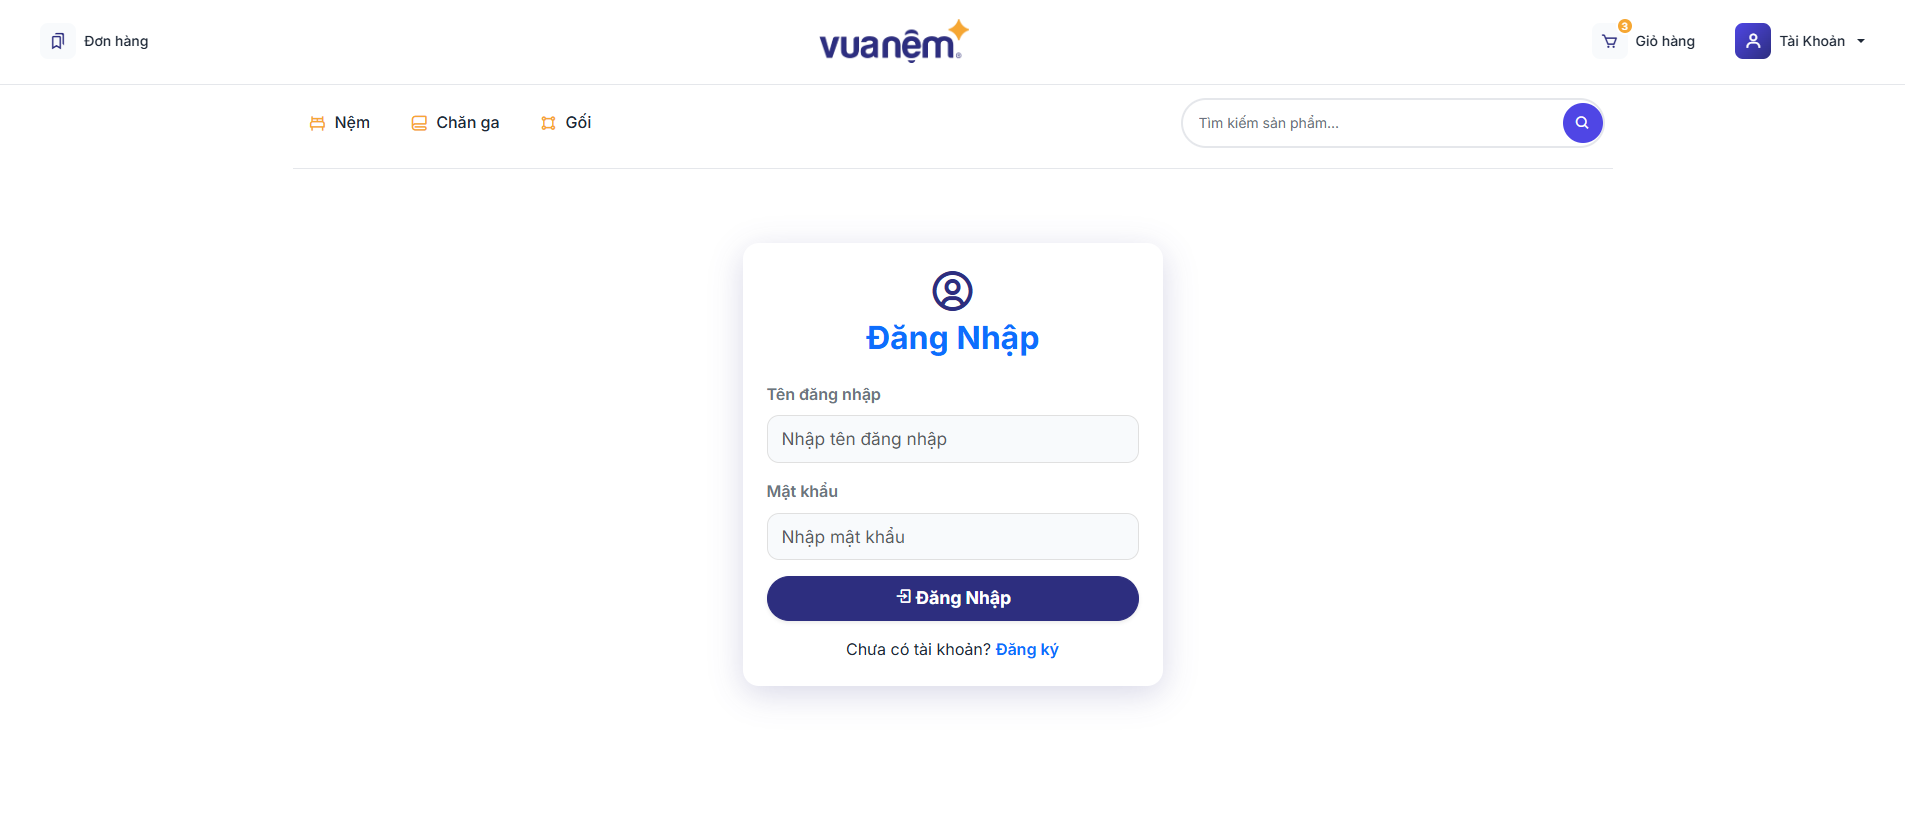 Đơn hàng
vuanệm
3
Giỏ hàng
Tài Khoản
Nệm
Chăn ga
Gối
Tìm kiếm sản phẩm...
Đăng Nhập
Tên đăng nhập
Nhập tên đăng nhập
Mật khẩu
Nhập mật khẩu
Đăng Nhập
Chưa có tài khoản? Đăng ký